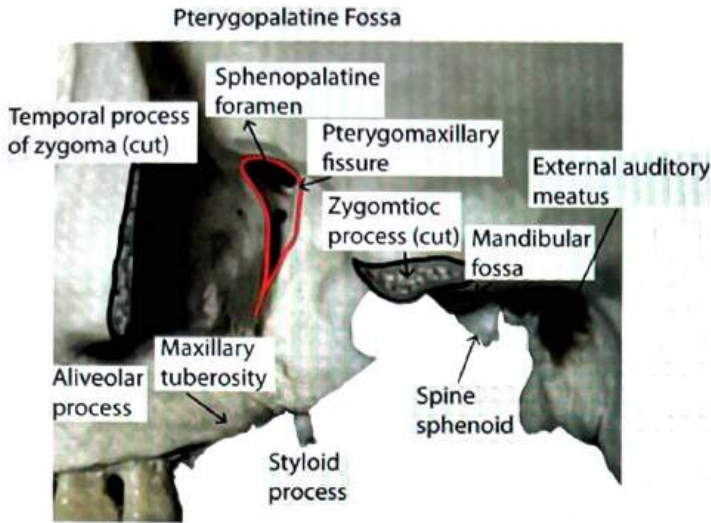 Pterygopalatine Fossa
Sphenopalatine
foramen
Temporal process
of zygoma (cut)
Pterygomaxillary
fissure
External auditory
meatus
Zygomtioc
process (cut)
Mandibular
fossa
Maxillary
tuberosity
Aliveolar
process
Spine
sphenoid
Styloid
process